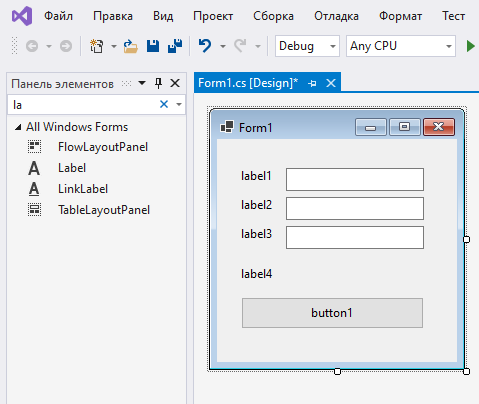 Файл Правка Вид Проект Сборка Отладка Формат Тест
Debug Any CPU
Панель элементов
Form1.cs [Design]*
la
All Windows Forms
FlowLayoutPanel
A Label
A LinkLabel
TableLayoutPanel
Form1
label1
label2
label3
label4
button1